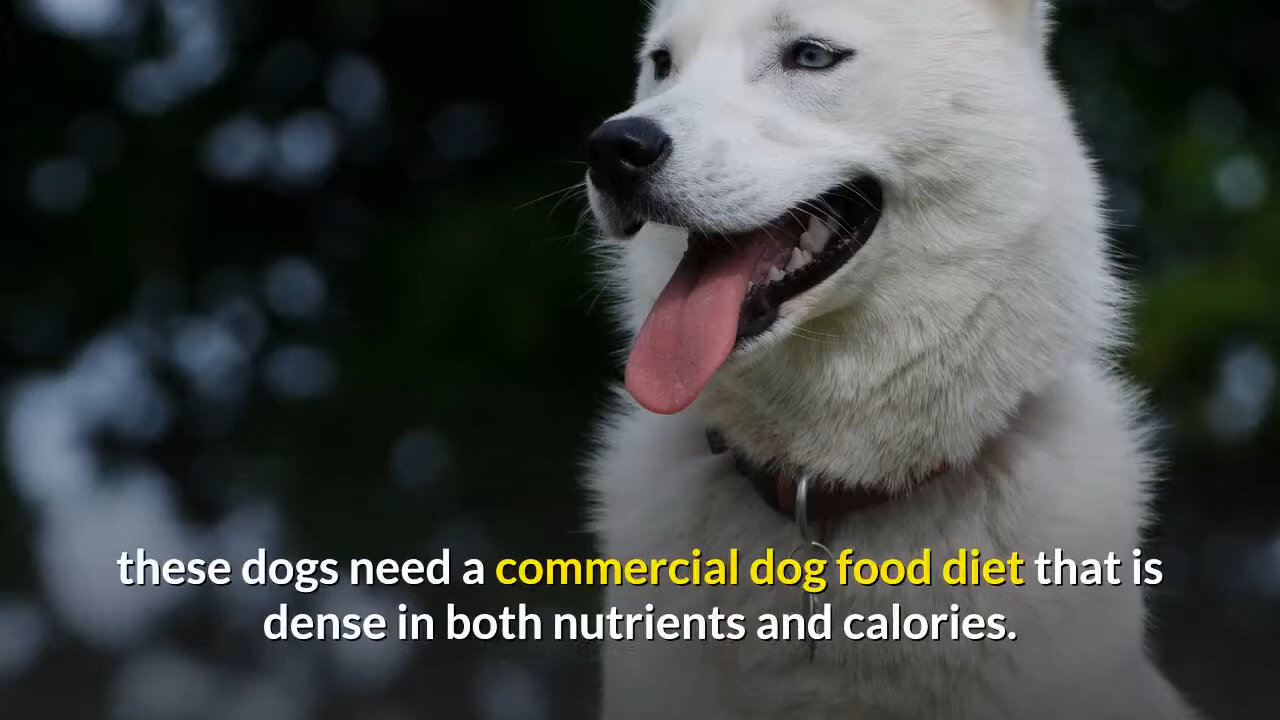 these dogs need a commercial dog food diet that is
dense in both nutrients and calories.